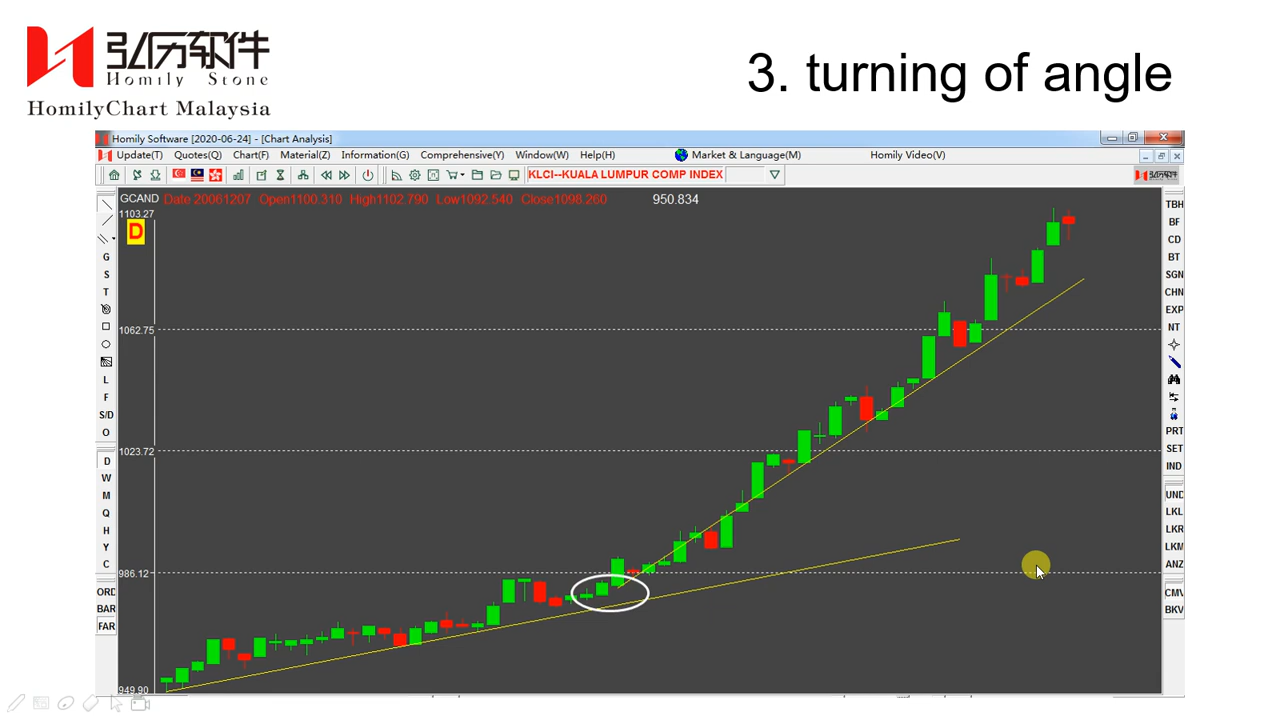 弘历软件
Homily Stone
HomilyChart Malaysia
3. turning of angle
Homily Software [2020-06-24] - [Chart Analysis]
Update(T) Quotes(Q) Chart(F) Material(Z) Information(G) Comprehensive(Y) Window(W) Help(H) Market & Language(M) Homily Video(V)
KLCI--KUALA LUMPUR COMP INDEX
弘历软件
GCAND Date 20061207 Open1100.310 High1102.790 Low1092.540 Close1098.260 950.834
1103.27
D
1062.75
1023.72
986.12
949.90
G
S
T
L
F
S/D
O
D
W
M
Q
H
Y
C
ORD
BAR
FAR
TBH
BF
CD
BT
SGN
CHN
EXP
NT
PRT
SET
IND
UND
LKL
LKR
LKM
ANZ
CMV
BKV